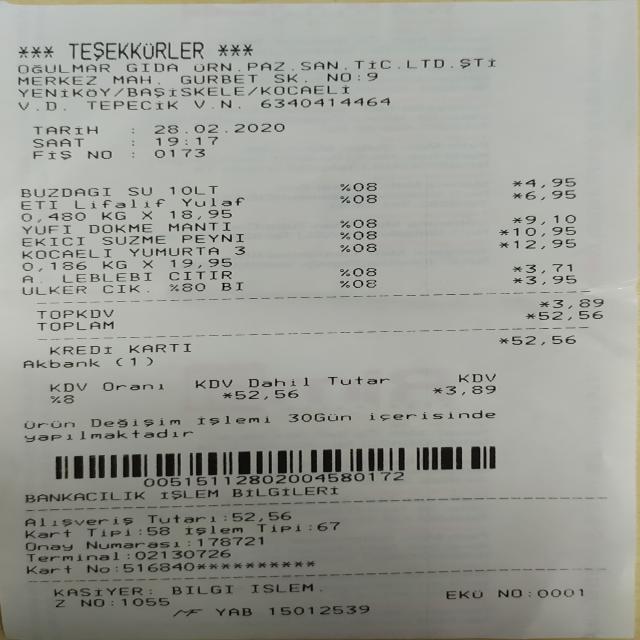 *** TEŞEKKÜRLER ***
OĞULMAR GIDA ÜRN.PAZ.SAN.TİC.LTD.ŞTİ
MERKEZ MAH. GURBET SK. NO:9
YENİKÖY/BAŞİSKELE/KOCAELİ
V.D. TEPECİK V.N. 6340414464
TARİH : 28.02.2020
SAAT : 19:17
FİŞ NO : 0173
BUZDAGI SU 10LT %08 *4,95
ETI Lifalif Yulaf %08 *6,95
0,480 KG X 18,95
YUFI DOKME MANTI %08 *9,10
EKICI SUZME PEYNI %08 *10,95
KOCAELI YUMURTA 3 %08 *12,95
0,186 KG X 19,95
A. LEBLEBI CITIR %08 *3,71
ULKER CIK. %80 BI %08 *3,95
TOPKDV *3,89
TOPLAM *52,56
KREDİ KARTI *52,56
Akbank (1)
KDV Oranı KDV Dahil Tutar KDV
%8 *52,56 *3,89
Ürün Değişim İşlemi 30Gün içerisinde
yapılmaktadır
00515112802004580172
BANKACILIK İŞLEM BİLGİLERİ
Alışveriş Tutarı:52,56
Kart Tipi:58 İşlem Tipi:67
Onay Numarası:178721
Terminal:02130726
Kart No:516840**********
KASİYER: BILGI ISLEM.
Z NO:1055 EKÜ NO:0001
MF YAB 15012539